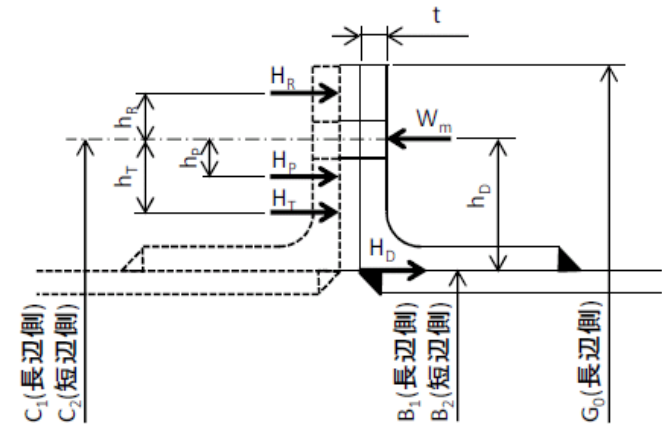 t
H_R
h_R
W_m
h_P
h_T
H_P
h_D
H_T
H_D
C_1(長辺側)
C_2(短辺側)
B_1(長辺側)
B_2(短辺側)
G_0(長辺側)